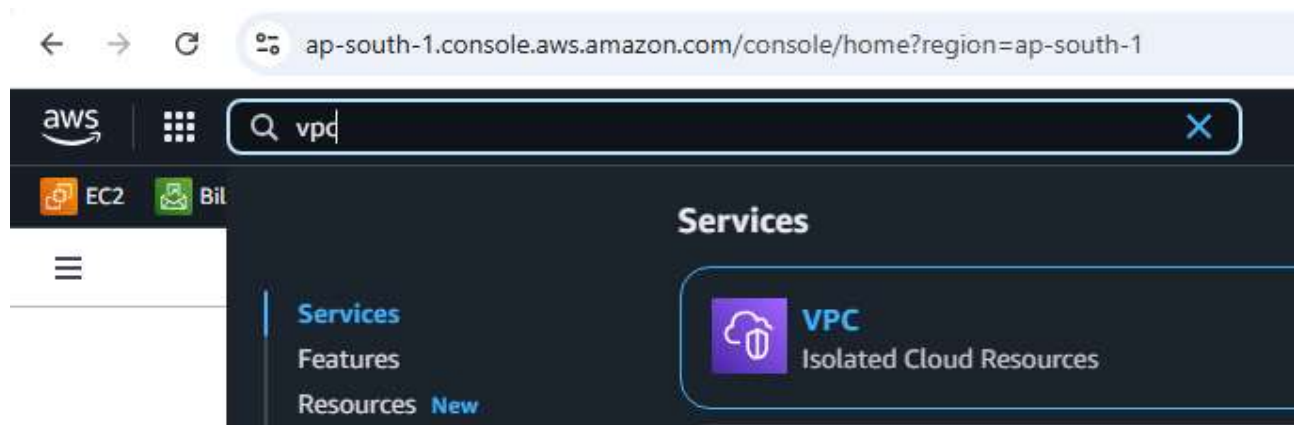 ap-south-1.console.aws.amazon.com/console/home?region=ap-south-1
aws
vpc
EC2 Bil
Services
Services
Features
Resources New
VPC
Isolated Cloud Resources